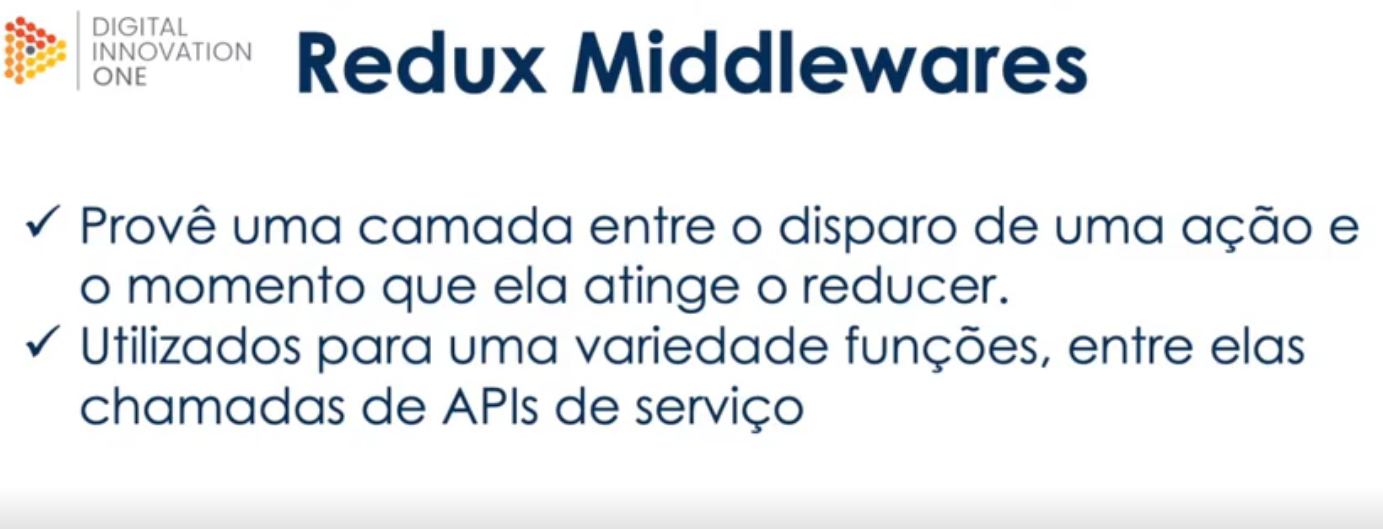 DIGITAL
INNOVATION
ONE
Redux Middlewares
✓ Provê uma camada entre o disparo de uma ação e
o momento que ela atinge o reducer.
✓ Utilizados para uma variedade funções, entre elas
chamadas de APIs de serviço